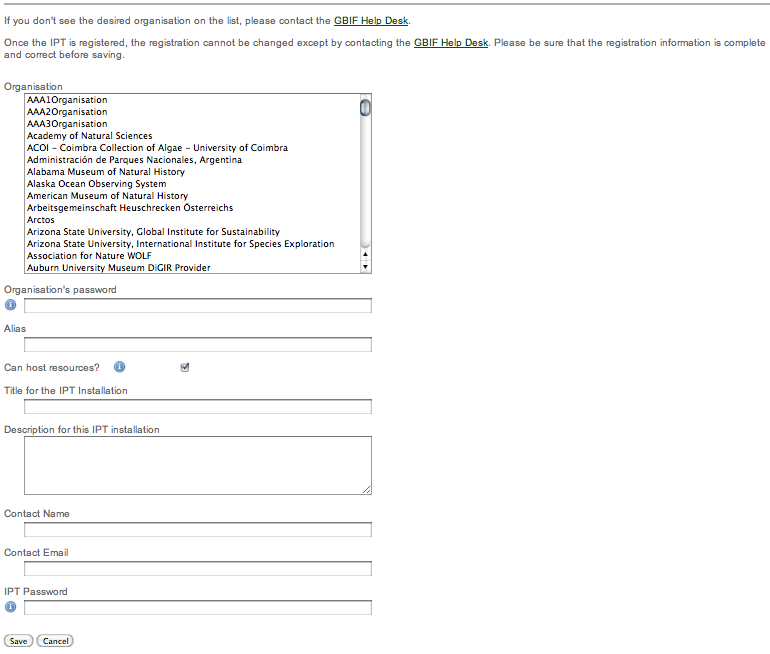 If you don't see the desired organisation on the list, please contact the GBIF Help Desk.
Once the IPT is registered, the registration cannot be changed except by contacting the GBIF Help Desk. Please be sure that the registration information is complete
and correct before saving.
Organisation
AAA1Organisation
AAA2Organisation
AAA3Organisation
Academy of Natural Sciences
ACOI - Coimbra Collection of Algae - University of Coimbra
Administración de Parques Nacionales, Argentina
Alabama Museum of Natural History
Alaska Ocean Observing System
American Museum of Natural History
Arbeitsgemeinschaft Heuschrecken Österreichs
Arctos
Arizona State University, Global Institute for Sustainability
Arizona State University, International Institute for Species Exploration
Association for Nature WOLF
Auburn University Museum DiGIR Provider
Organisation's password
Alias
Can host resources?
Title for the IPT Installation
Description for this IPT installation
Contact Name
Contact Email
IPT Password
Save Cancel